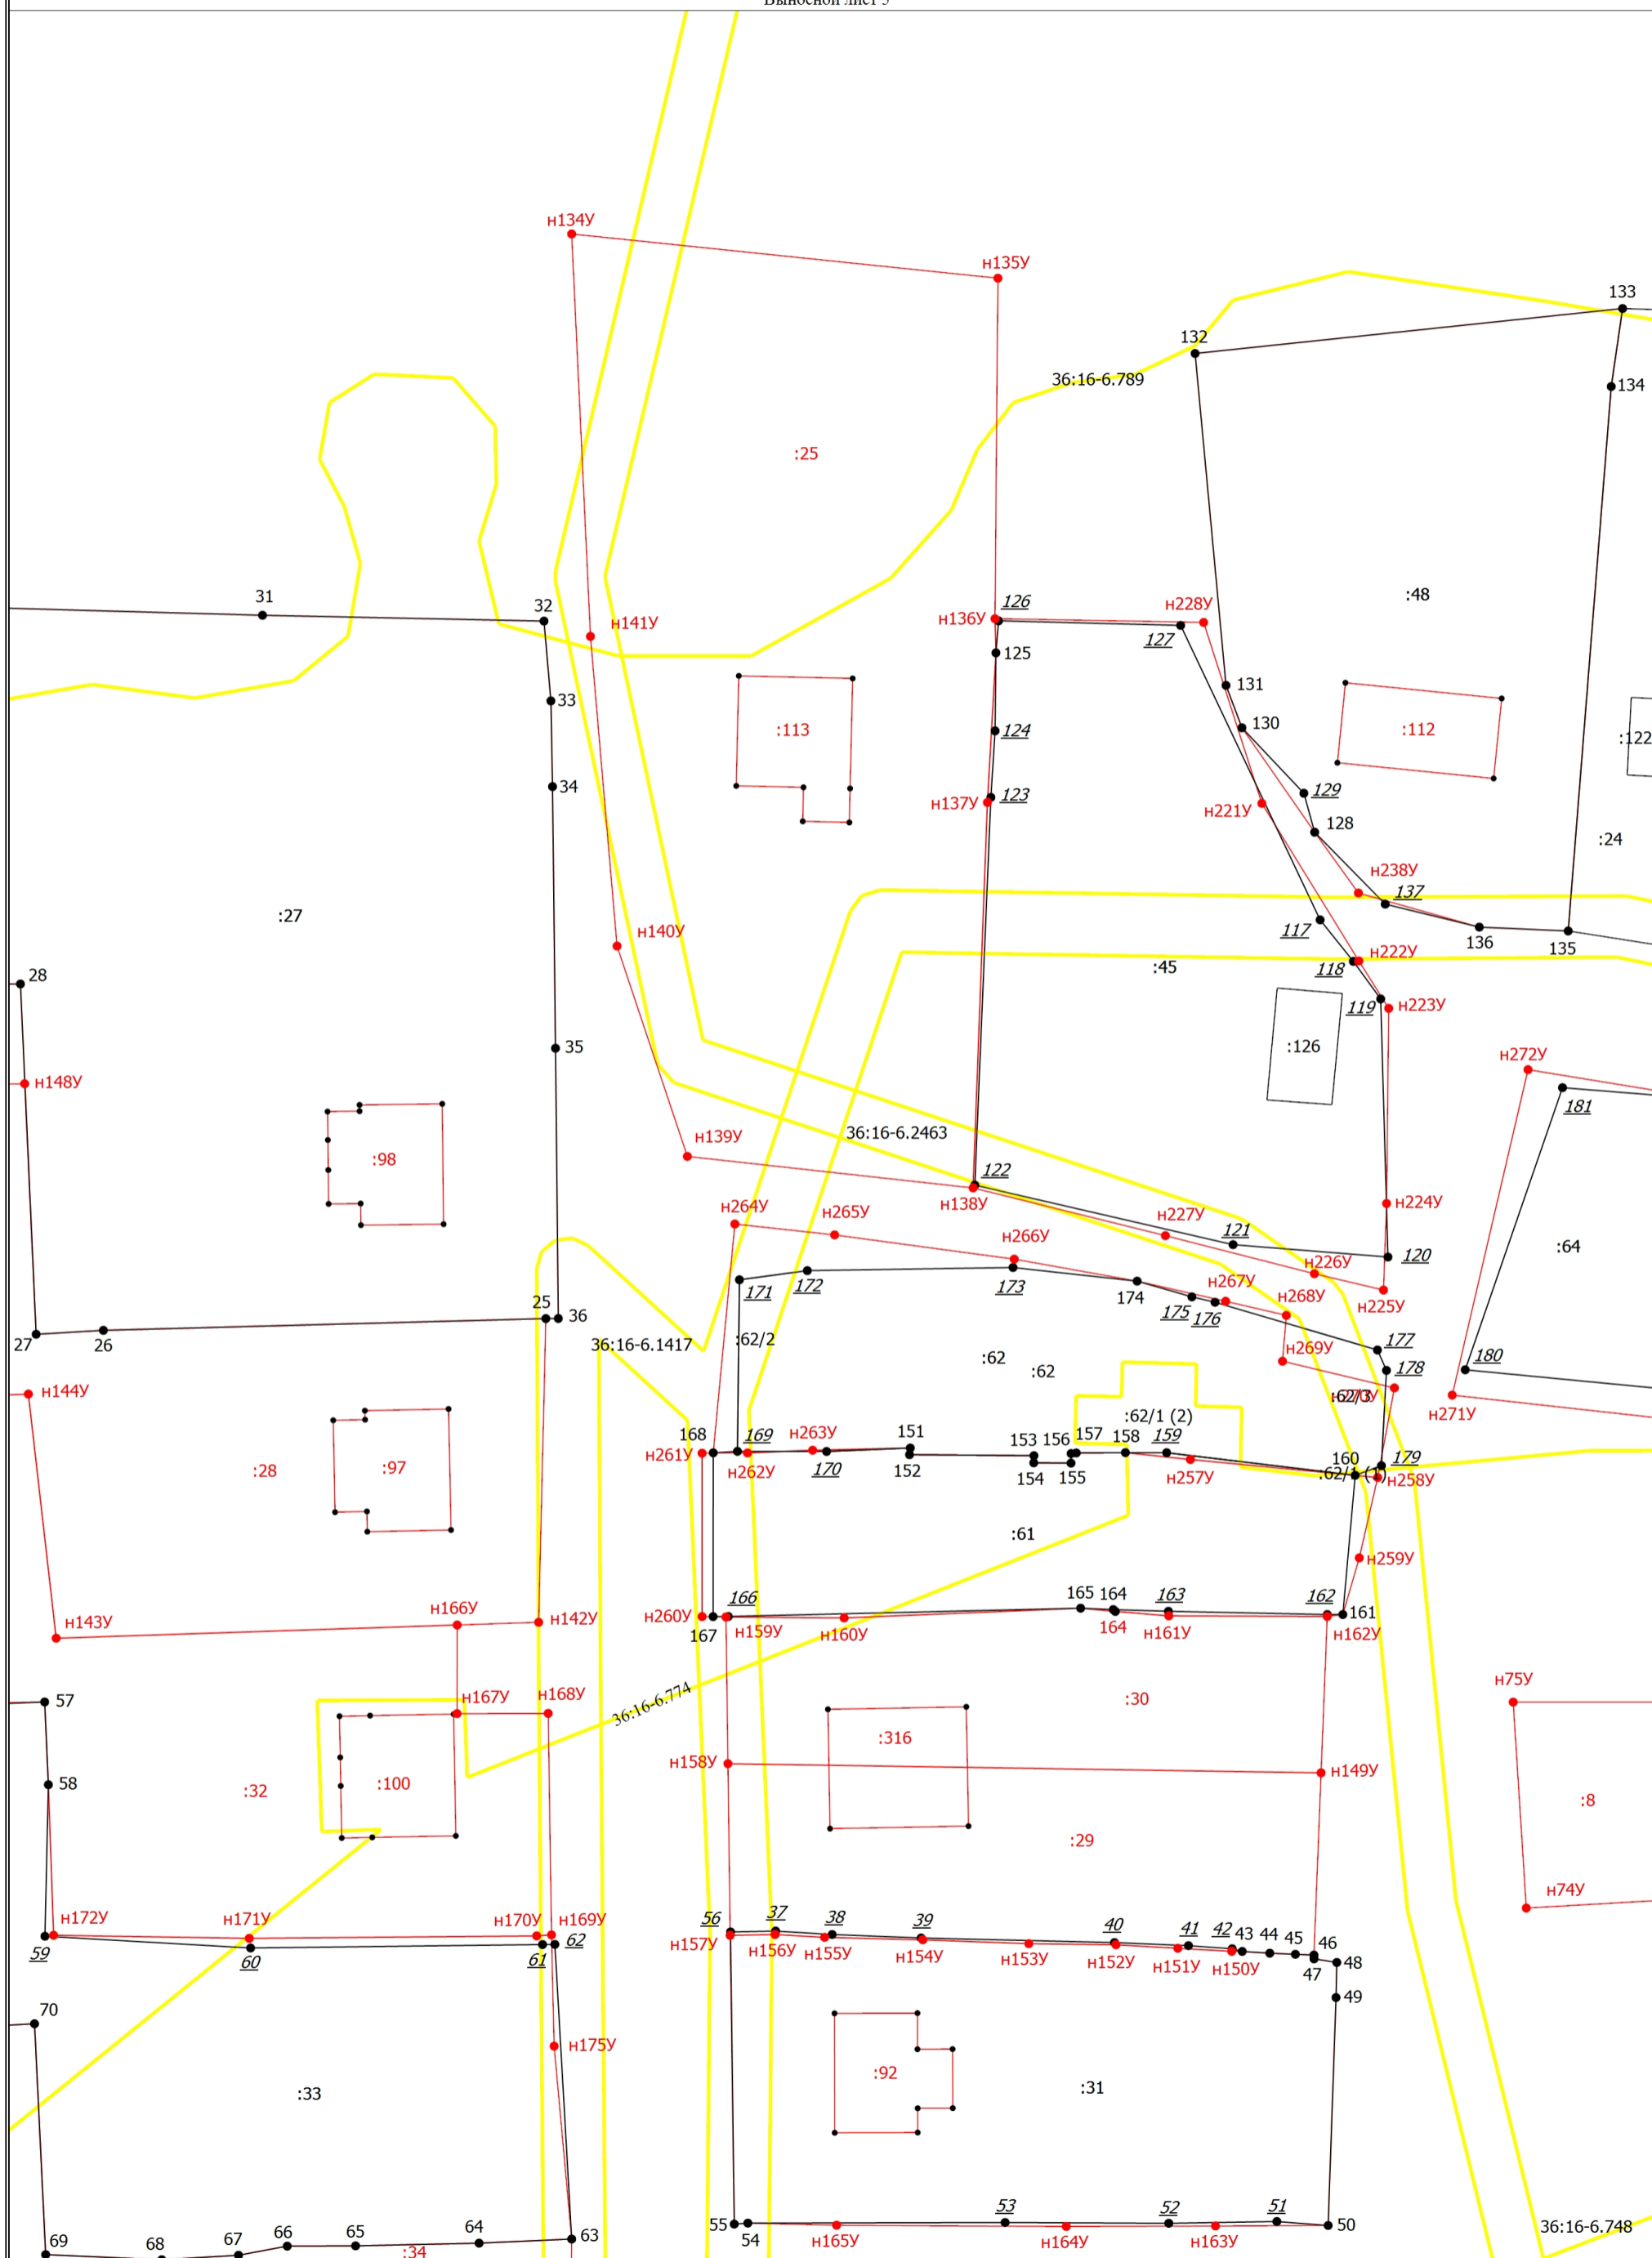 Выносной лист 5
н134У
н135У
133
132
134
36:16-6.789
:25
:48
31
32
126
н228У
н136У
н141У
127
125
131
33
130
124
:113
:112
:122
34
129
123
н137У
н221У
128
:24
н238У
137
:27
117
136
135
н140У
н222У
118
:45
28
119
н223У
35
:126
н272У
н148У
181
36:16-6.2463
н139У
:98
122
н138У
н264У
н224У
н265У
н227У
121
н266У
:64
120
н226У
172
173
н267У
171
174
н225У
25
36
175
176
н268У
27
26
36:16-6.1417
:62/2
н269У
177
:62
180
178
:62
н144У
:62/3
н270У
н271У
:62/1 (2)
168
169
н263У
151
153
156
157
158
159
н261У
н262У
170
152
154
155
160
179
:28
:97
н257У
:62/1 (1)
н258У
:61
н259У
н166У
н142У
166
165
164
163
162
н143У
н260У
161
167
н159У
н160У
164
н161У
н162У
н75У
57
н167У
н168У
36:16-6.774
:30
:316
н158У
н149У
58
:32
:100
:8
:29
н74У
н172У
н171У
н170У
н169У
56
37
38
39
40
41
42
43
44
45
46
59
60
61
62
н157У
н156У
н155У
н154У
н153У
н152У
н151У
н150У
47
48
49
70
н175У
:92
:31
:33
69
68
67
66
65
64
63
55
54
53
52
51
50
:34
н165У
н164У
н163У
36:16-6.748